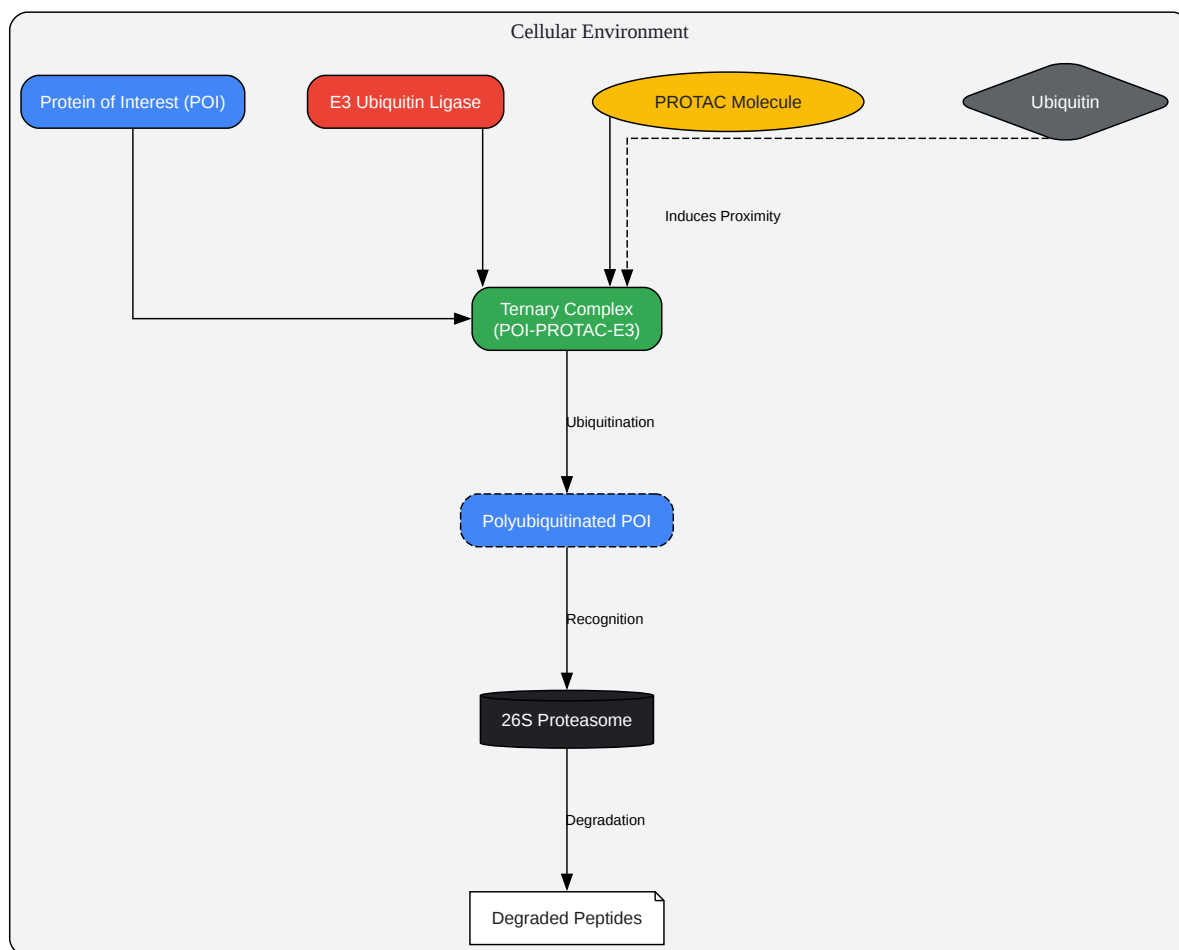 Cellular Environment
Protein of Interest (POI)
E3 Ubiquitin Ligase
PROTAC Molecule
Ubiquitin
Induces Proximity
Ternary Complex
(POI-PROTAC-E3)
Ubiquitination
Polyubiquitinated POI
Recognition
26S Proteasome
Degradation
Degraded Peptides